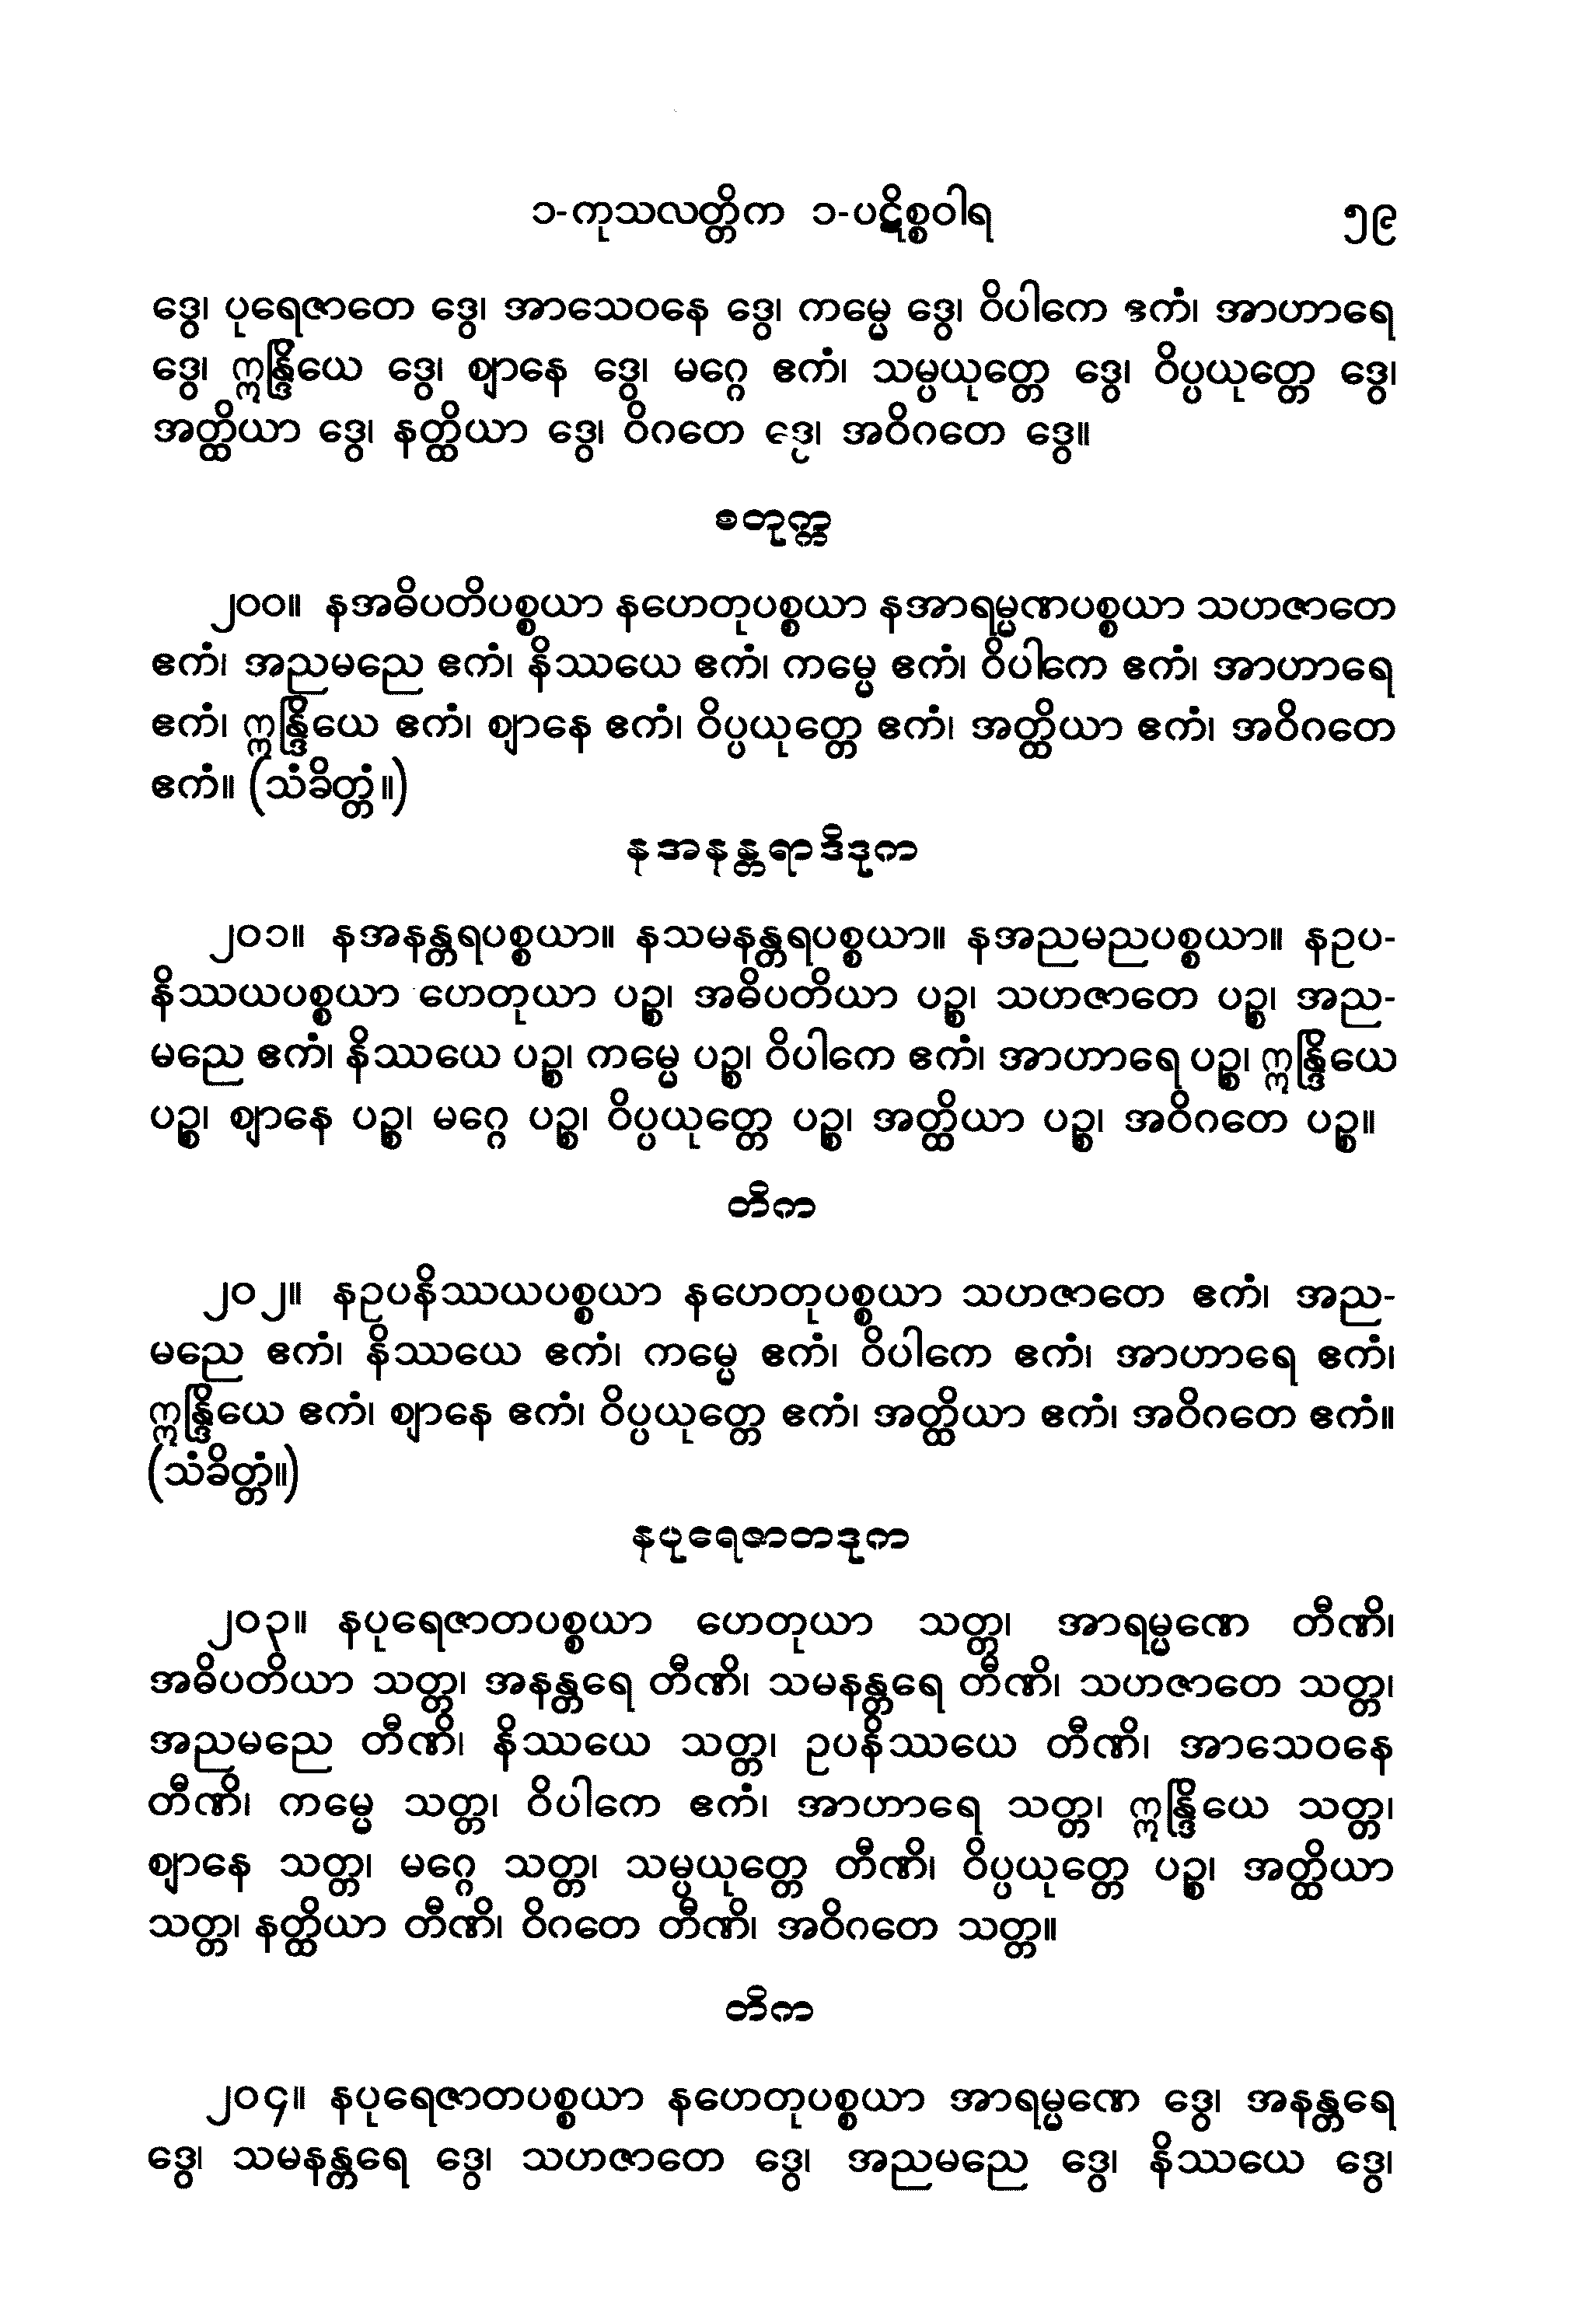 ၁-ကုသလတ္တိက ၁-ပဋိစ္စဝါရ ၅၉
ဒွေ၊ ပုရေဇာတေ ဒွေ၊ အာသေဝနေ ဒွေ၊ ကမ္မေ ဒွေ၊ ဝိပါကေ ဧကံ၊ အာဟာရေ
ဒွေ၊ ဣန္ဒြိယေ ဒွေ၊ ဈာနေ ဒွေ၊ မဂ္ဂေ ဧကံ၊ သမ္ပယုတ္တေ ဒွေ၊ ဝိပ္ပယုတ္တေ ဒွေ၊
အတ္ထိယာ ဒွေ၊ နတ္ထိယာ ဒွေ၊ ဝိဂတေ ဒွေ၊ အဝိဂတေ ဒွေ။
စတုက္က
၂၀၀။ နအဓိပတိပစ္စယာ နဟေတုပစ္စယာ နအာရမ္မဏပစ္စယာ သဟဇာတေ
ဧကံ၊ အညမညေ ဧကံ၊ နိဿယေ ဧကံ၊ ကမ္မေ ဧကံ၊ ဝိပါကေ ဧကံ၊ အာဟာရေ
ဧကံ၊ ဣန္ဒြိယေ ဧကံ၊ ဈာနေ ဧကံ၊ ဝိပ္ပယုတ္တေ ဧကံ၊ အတ္ထိယာ ဧကံ၊ အဝိဂတေ
ဧကံ။ (သံခိတ္တံ။)
နအနန္တရာဒိဒုက
၂၀၁။ နအနန္တရပစ္စယာ။ နသမနန္တရပစ္စယာ။ နအညမညပစ္စယာ။ နဥပ-
နိဿယပစ္စယာ ဟေတုယာ ပဉ္စ၊ အဓိပတိယာ ပဉ္စ၊ သဟဇာတေ ပဉ္စ၊ အည-
မညေ ဧကံ၊ နိဿယေ ပဉ္စ၊ ကမ္မေ ပဉ္စ၊ ဝိပါကေ ဧကံ၊ အာဟာရေ ပဉ္စ၊ ဣန္ဒြိယေ
ပဉ္စ၊ ဈာနေ ပဉ္စ၊ မဂ္ဂေ ပဉ္စ၊ ဝိပ္ပယုတ္တေ ပဉ္စ၊ အတ္ထိယာ ပဉ္စ၊ အဝိဂတေ ပဉ္စ။
တိက
၂၀၂။ နဥပနိဿယပစ္စယာ နဟေတုပစ္စယာ သဟဇာတေ ဧကံ၊ အည-
မညေ ဧကံ၊ နိဿယေ ဧကံ၊ ကမ္မေ ဧကံ၊ ဝိပါကေ ဧကံ၊ အာဟာရေ ဧကံ၊
ဣန္ဒြိယေ ဧကံ၊ ဈာနေ ဧကံ၊ ဝိပ္ပယုတ္တေ ဧကံ၊ အတ္ထိယာ ဧကံ၊ အဝိဂတေ ဧကံ။
(သံခိတ္တံ။)
နပုရေဇာတဒုက
၂၀၃။ နပုရေဇာတပစ္စယာ ဟေတုယာ သတ္တ၊ အာရမ္မဏေ တီဏိ၊
အဓိပတိယာ သတ္တ၊ အနန္တရေ တီဏိ၊ သမနန္တရေ တီဏိ၊ သဟဇာတေ သတ္တ၊
အညမညေ တီဏိ၊ နိဿယေ သတ္တ၊ ဥပနိဿယေ တီဏိ၊ အာသေဝနေ
တီဏိ၊ ကမ္မေ သတ္တ၊ ဝိပါကေ ဧကံ၊ အာဟာရေ သတ္တ၊ ဣန္ဒြိယေ သတ္တ၊
ဈာနေ သတ္တ၊ မဂ္ဂေ သတ္တ၊ သမ္ပယုတ္တေ တီဏိ၊ ဝိပ္ပယုတ္တေ ပဉ္စ၊ အတ္ထိယာ
သတ္တ၊ နတ္ထိယာ တီဏိ၊ ဝိဂတေ တီဏိ၊ အဝိဂတေ သတ္တ။
တိက
၂၀၄။ နပုရေဇာတပစ္စယာ နဟေတုပစ္စယာ အာရမ္မဏေ ဒွေ၊ အနန္တရေ
ဒွေ၊ သမနန္တရေ ဒွေ၊ သဟဇာတေ ဒွေ၊ အညမညေ ဒွေ၊ နိဿယေ ဒွေ၊